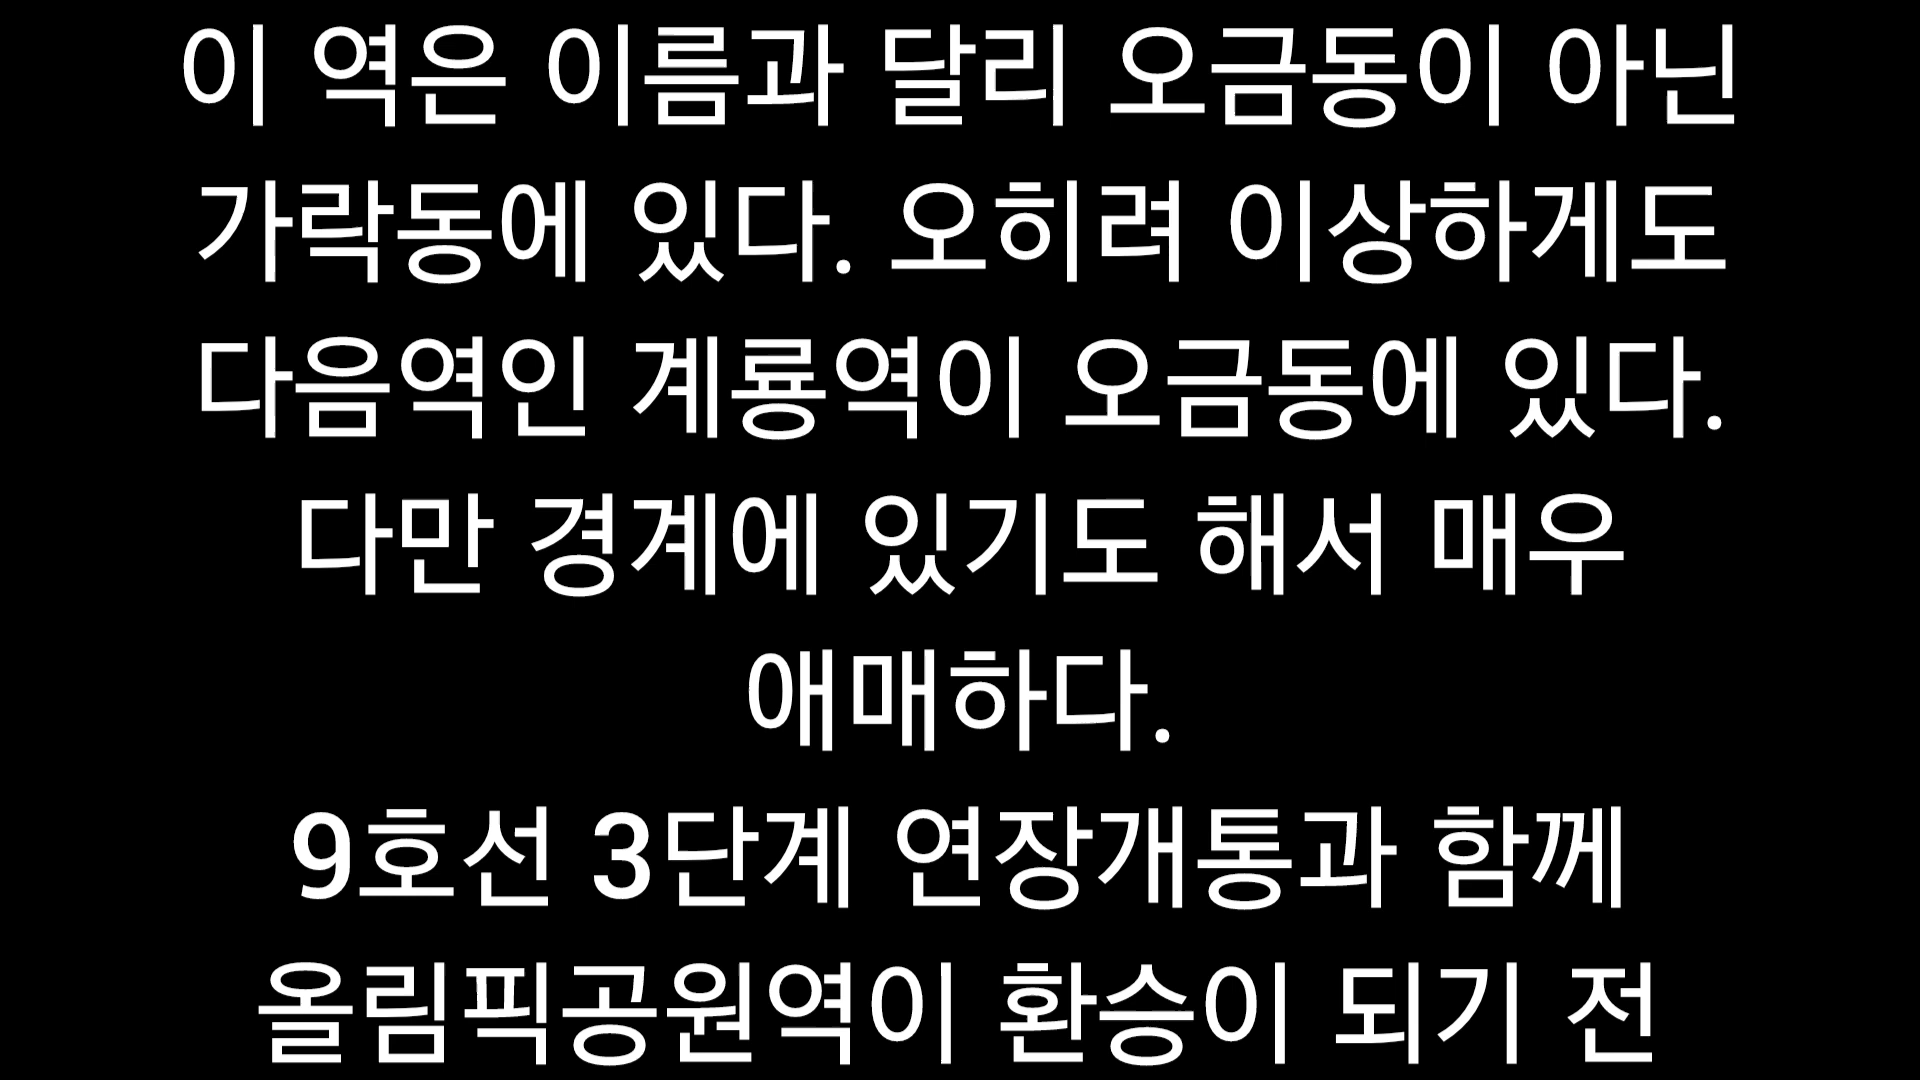 이 역은 이름과 달리 오금동이 아닌
가락동에 있다. 오히려 이상하게도
다음역인 계룡역이 오금동에 있다.
다만 경계에 있기도 해서 매우
애매하다.
9호선 3단계 연장개통과 함께
올림픽공원역이 환승이 되기 전